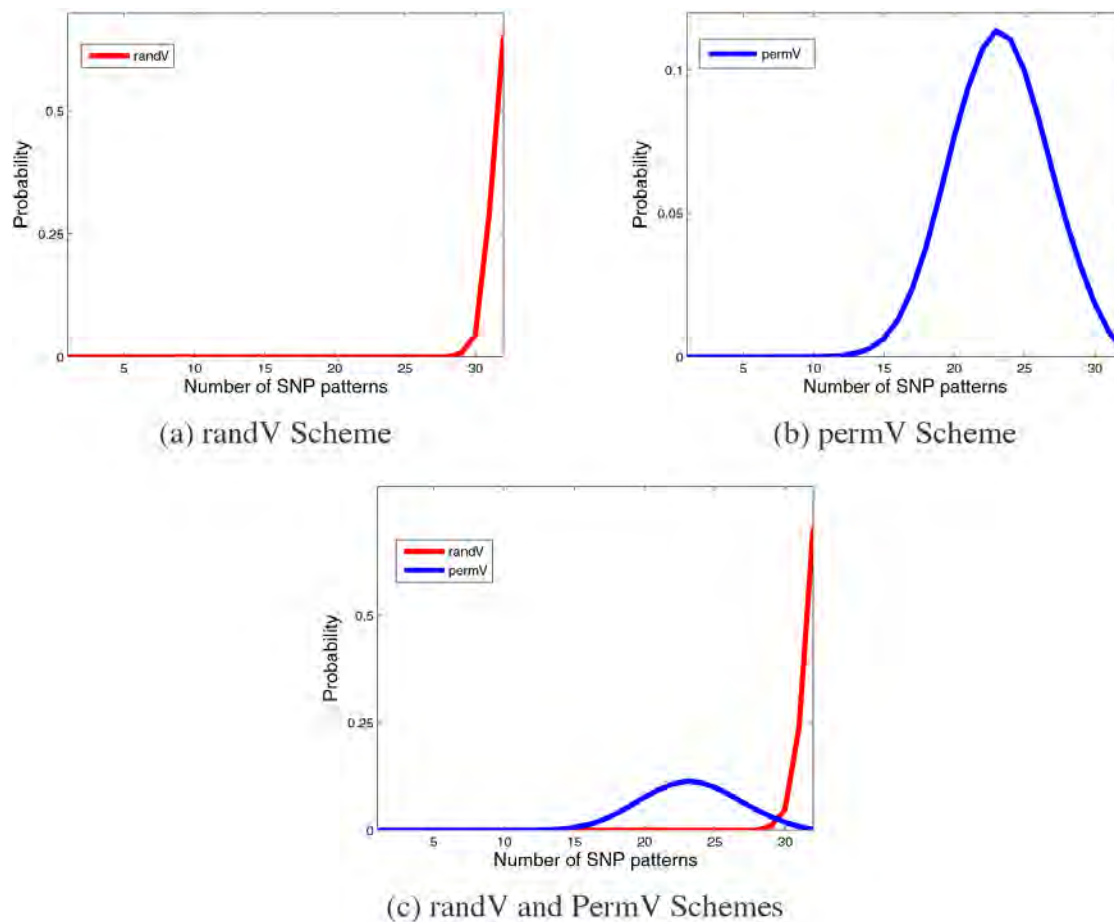 randV
0.5
0.25
0
Probability
5 10 15 20 25 30
Number of SNP patterns
(a) randV Scheme
permV
0.1
0.05
0
Probability
5 10 15 20 25 30
Number of SNP patterns
(b) permV Scheme
randV
permV
0.5
0.25
0
Probability
5 10 15 20 25 30
Number of SNP patterns
(c) randV and PermV Schemes